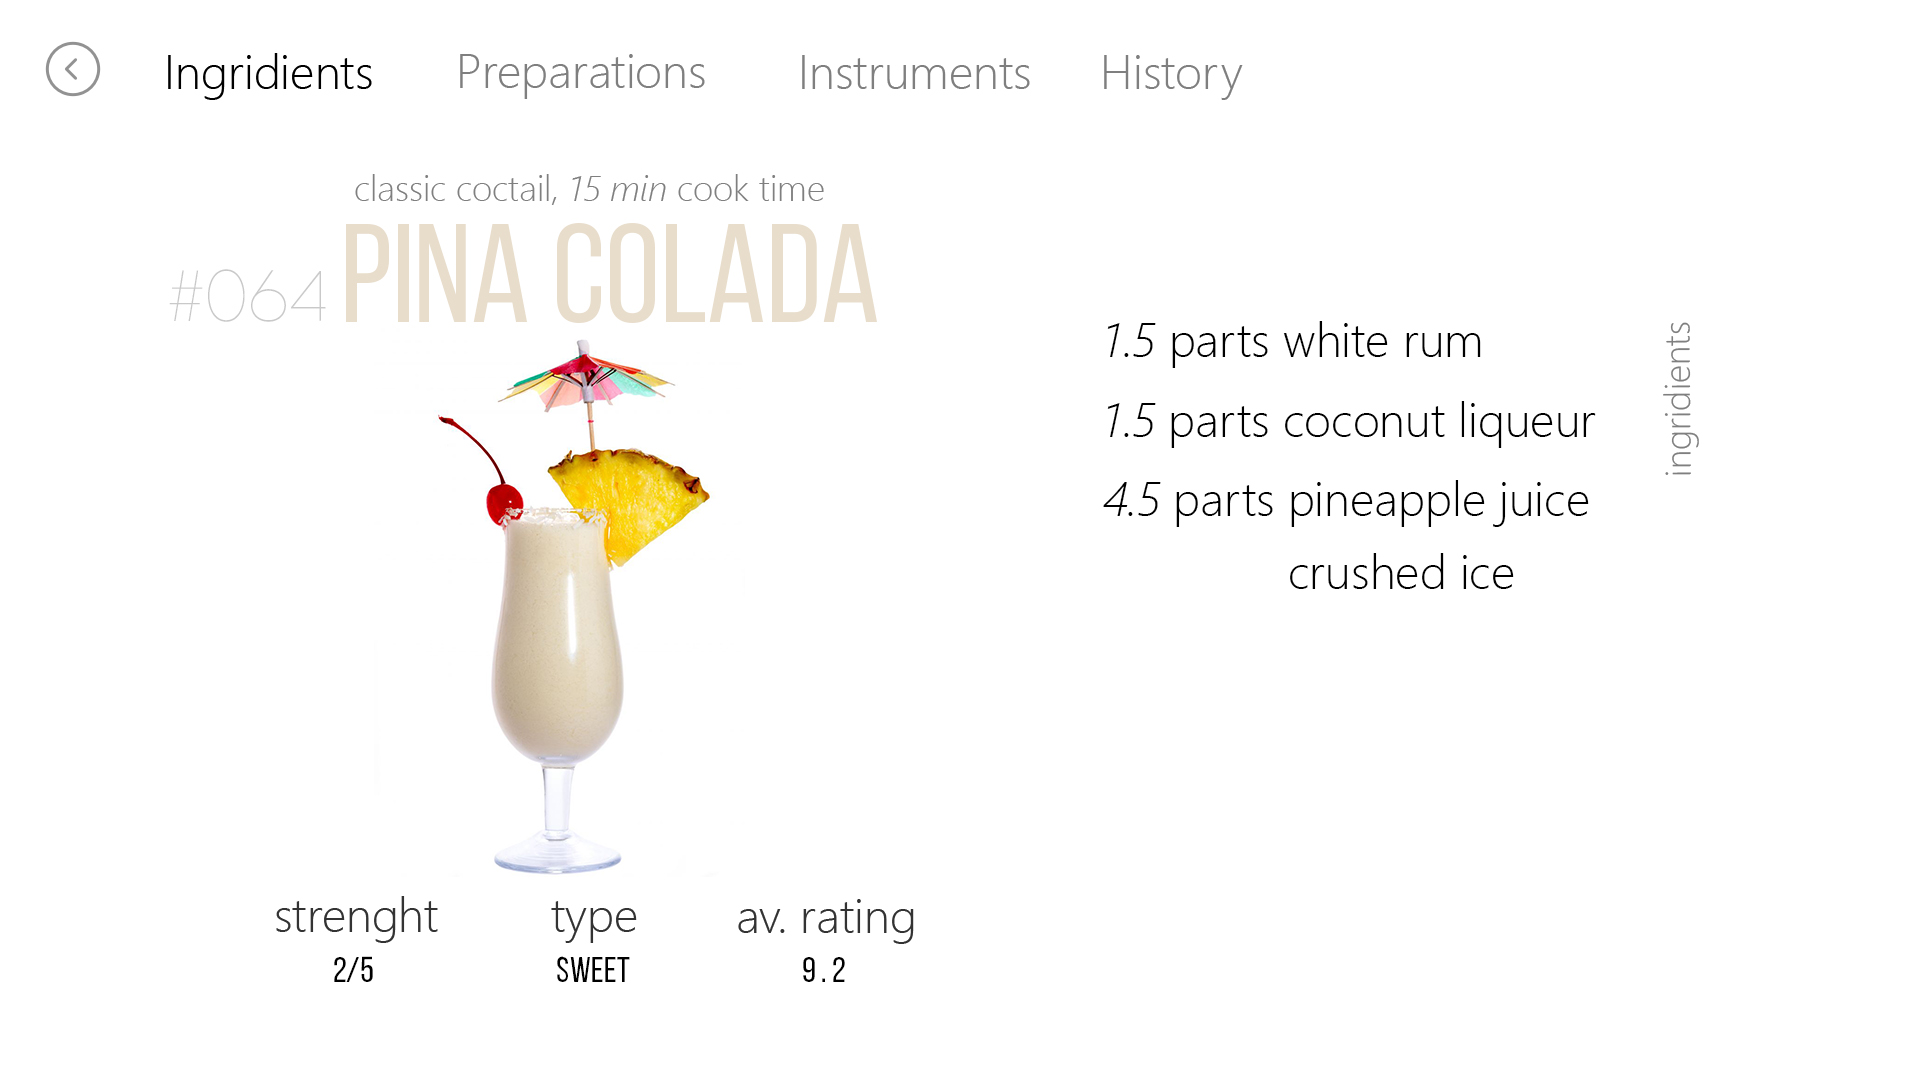 Ingridients Preparations Instruments History
classic coctail, 15 min cook time
#064 PINA COLADA
1.5 parts white rum
1.5 parts coconut liqueur
4.5 parts pineapple juice
crushed ice
ingridients
strenght type av. rating
2/5 SWEET 9.2